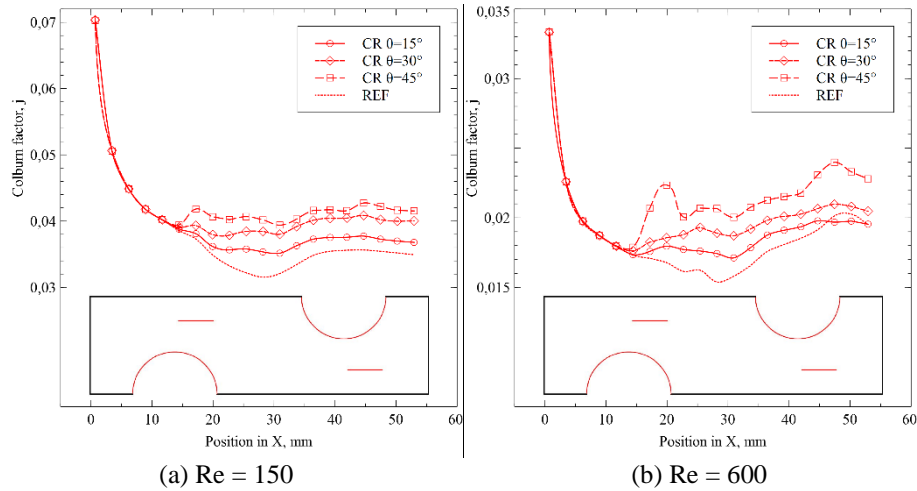 0,07
0,06
0,05
0,04
0,03
Colburn factor, j
CR θ=15°
CR θ=30°
CR θ=45°
REF
0 10 20 30 40 50 60
Position in X, mm
(a) Re = 150
0,035
0,03
0,02
0,015
Colburn factor, j
CR θ=15°
CR θ=30°
CR θ=45°
REF
0 10 20 30 40 50 60
Position in X, mm
(b) Re = 600